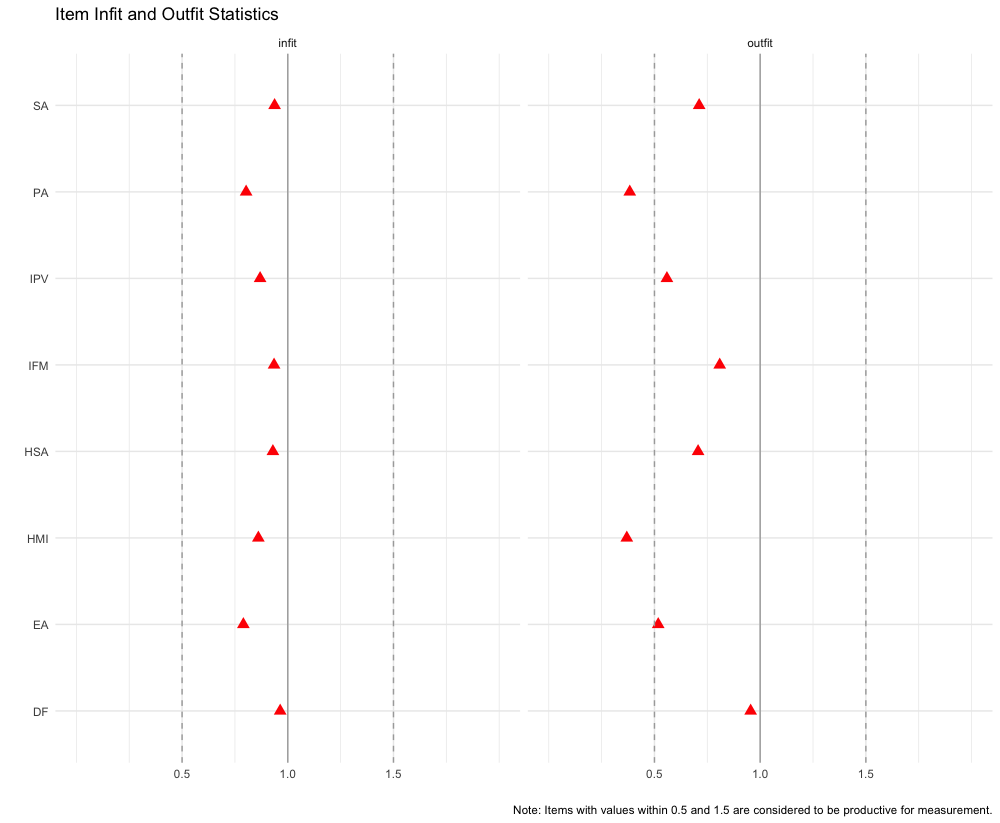 Item Infit and Outfit Statistics
infit
outfit
SA
PA
IPV
IFM
HSA
HMI
EA
DF
0.5 1.0 1.5
0.5 1.0 1.5
Note: Items with values within 0.5 and 1.5 are considered to be productive for measurement.